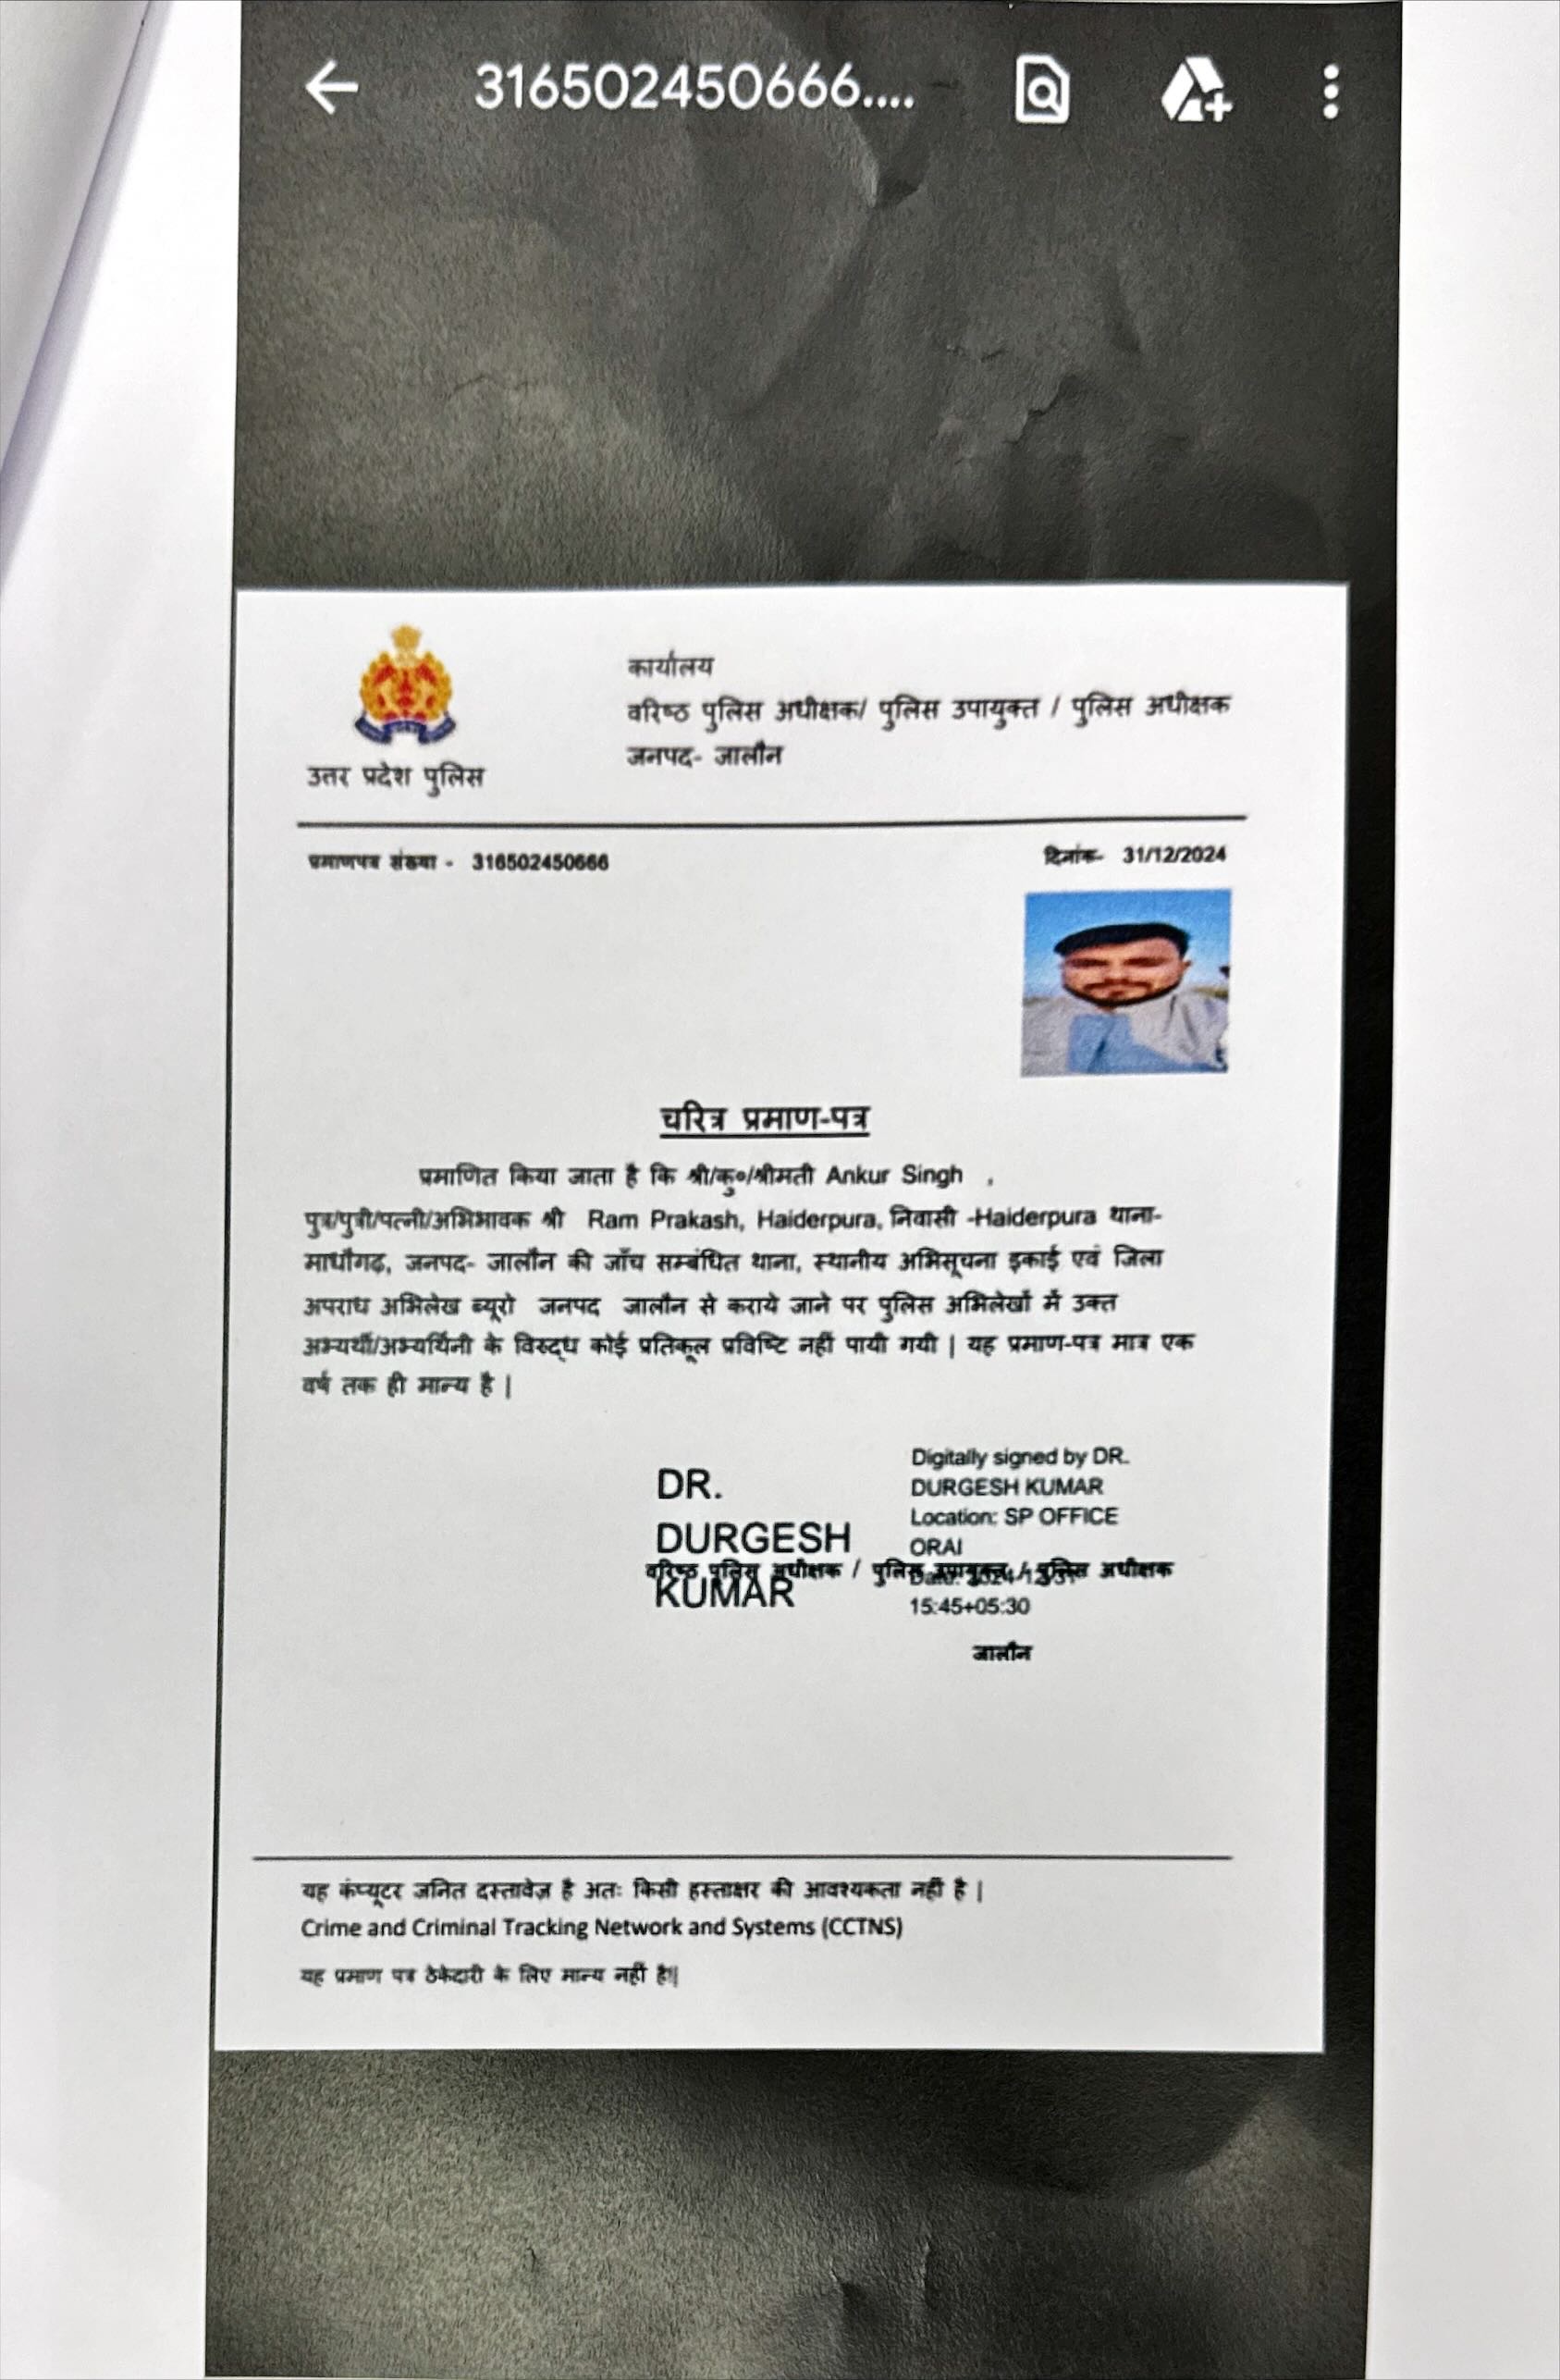 316502450666....
कार्यालय
वरिष्ठ पुलिस अधीक्षक/ पुलिस उपायुक्त / पुलिस अधीक्षक
जनपद- जालौन
उत्तर प्रदेश पुलिस
प्रमाणपत्र संख्या - 316502450666
दिनांक- 31/12/2024
चरित्र प्रमाण-पत्र
प्रमाणित किया जाता है कि श्री/कु०/श्रीमती Ankur Singh ,
पुत्र/पुत्री/पत्नी/अभिभावक श्री Ram Prakash, Haiderpura, निवासी -Haiderpura थाना-
माधौगढ़, जनपद- जालौन की जाँच सम्बंधित थाना, स्थानीय अभिसूचना इकाई एवं जिला
अपराध अभिलेख ब्यूरो जनपद जालौन से कराये जाने पर पुलिस अभिलेखों में उक्त
अभ्यर्थी/अभ्यर्थिनी के विरुद्ध कोई प्रतिकूल प्रविष्टि नहीं पायी गयी | यह प्रमाण-पत्र मात्र एक
वर्ष तक ही मान्य है |
DR.
DURGESH
KUMAR
Digitally signed by DR.
DURGESH KUMAR
Location: SP OFFICE
ORAI
वरिष्ठ पुलिस अधीक्षक / पुलिस उपायुक्त / पुलिस अधीक्षक
15:45+05:30
जालौन
यह कंप्यूटर जनित दस्तावेज़ है अतः किसी हस्ताक्षर की आवश्यकता नहीं है |
Crime and Criminal Tracking Network and Systems (CCTNS)
यह प्रमाण पत्र ठेकेदारी के लिए मान्य नहीं है||